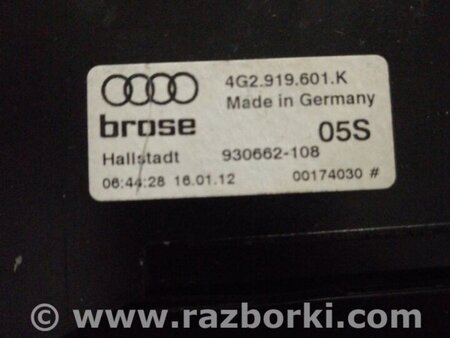 4G2.919.601.K
Made in Germany
brose 05S
Hallstadt 930662-108
06:44:28 16.01.12 00174030 #
© www.razborki.com